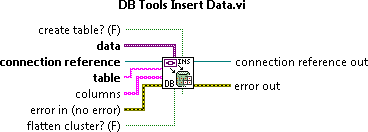 DB Tools Insert Data.vi
create table? (F)
data
connection reference
table
columns
error in (no error)
flatten cluster? (F)
INS
DB
connection reference out
error out